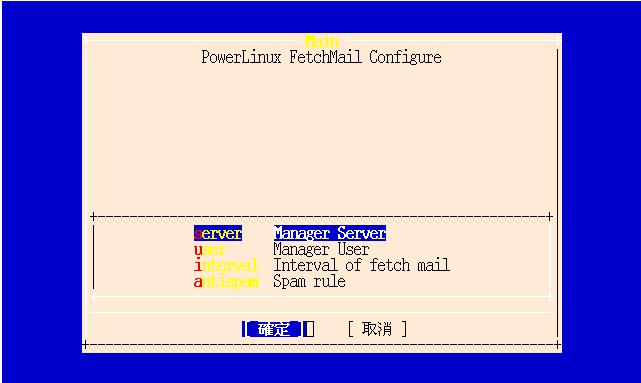 Main
PowerLinux FetchMail Configure
server Manager Server
user Manager User
interval Interval of fetch mail
antispam Spam rule
[ 確定 ] [ 取消 ]